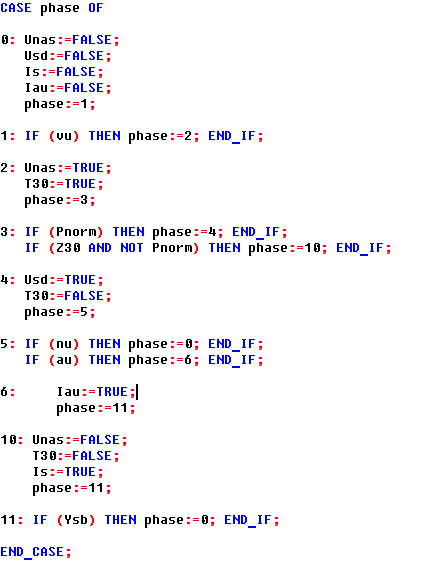 CASE phase OF
0: Unas:=FALSE;
Usd:=FALSE;
Is:=FALSE;
Iau:=FALSE;
phase:=1;
1: IF (vu) THEN phase:=2; END_IF;
2: Unas:=TRUE;
T30:=TRUE;
phase:=3;
3: IF (Pnorm) THEN phase:=4; END_IF;
IF (Z30 AND NOT Pnorm) THEN phase:=10; END_IF;
4: Usd:=TRUE;
T30:=FALSE;
phase:=5;
5: IF (nu) THEN phase:=0; END_IF;
IF (au) THEN phase:=6; END_IF;
6: Iau:=TRUE;
phase:=11;
10: Unas:=FALSE;
T30:=FALSE;
Is:=TRUE;
phase:=11;
11: IF (Ysb) THEN phase:=0; END_IF;
END_CASE;